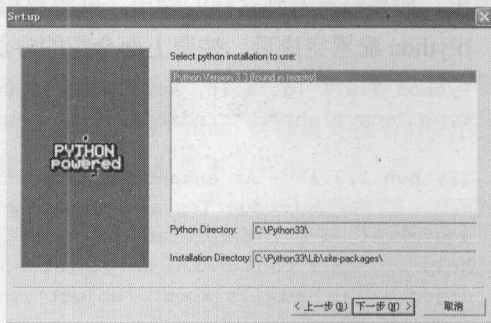 Setup
Select python installation to use:
Python Version 3.3 (found in registry)
PYTHON
powered
Python Directory: C:\Python33\
Installation Directory: C:\Python33\Lib\site-packages\
< 上一步(B) 下一步(N) > 取消